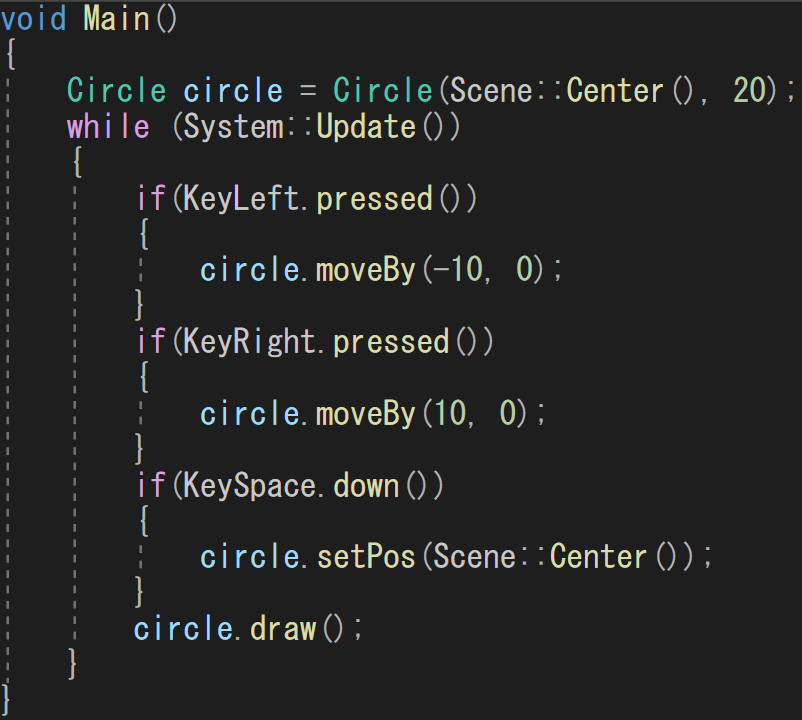 void Main()
{
    Circle circle = Circle(Scene::Center(), 20);
    while (System::Update())
    {
        if(KeyLeft.pressed())
        {
            circle.moveBy(-10, 0);
        }
        if(KeyRight.pressed())
        {
            circle.moveBy(10, 0);
        }
        if(KeySpace.down())
        {
            circle.setPos(Scene::Center());
        }
        circle.draw();
    }
}